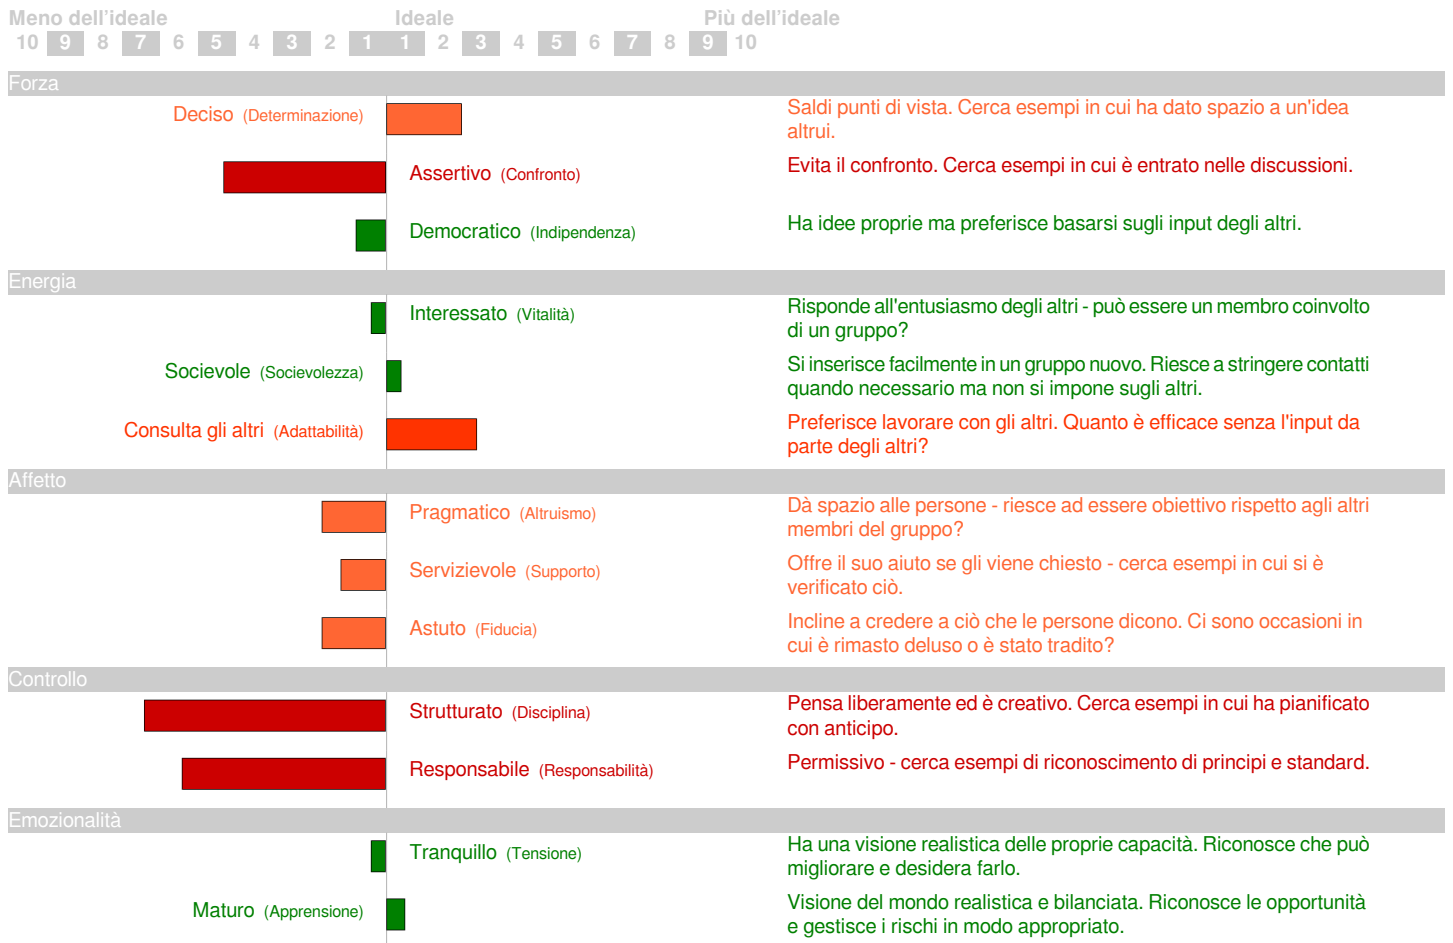 Meno dell'ideale Ideale Più dell'ideale
10 9 8 7 6 5 4 3 2 1 1 2 3 4 5 6 7 8 9 10
Forza
Deciso (Determinazione) Saldi punti di vista. Cerca esempi in cui ha dato spazio a un'idea
altrui.
Assertivo (Confronto) Evita il confronto. Cerca esempi in cui è entrato nelle discussioni.
Democratico (Indipendenza) Ha idee proprie ma preferisce basarsi sugli input degli altri.
Energia
Interessato (Vitalità) Risponde all'entusiasmo degli altri - può essere un membro coinvolto
di un gruppo?
Socievole (Socievolezza) Si inserisce facilmente in un gruppo nuovo. Riesce a stringere contatti
quando necessario ma non si impone sugli altri.
Consulta gli altri (Adattabilità) Preferisce lavorare con gli altri. Quanto è efficace senza l'input da
parte degli altri?
Affetto
Pragmatico (Altruismo) Dà spazio alle persone - riesce ad essere obiettivo rispetto agli altri
membri del gruppo?
Servizievole (Supporto) Offre il suo aiuto se gli viene chiesto - cerca esempi in cui si è
verificato ciò.
Astuto (Fiducia) Incline a credere a ciò che le persone dicono. Ci sono occasioni in
cui è rimasto deluso o è stato tradito?
Controllo
Strutturato (Disciplina) Pensa liberamente ed è creativo. Cerca esempi in cui ha pianificato
con anticipo.
Responsabile (Responsabilità) Permissivo - cerca esempi di riconoscimento di principi e standard.
Emozionalità
Tranquillo (Tensione) Ha una visione realistica delle proprie capacità. Riconosce che può
migliorare e desidera farlo.
Maturo (Apprensione) Visione del mondo realistica e bilanciata. Riconosce le opportunità
e gestisce i rischi in modo appropriato.